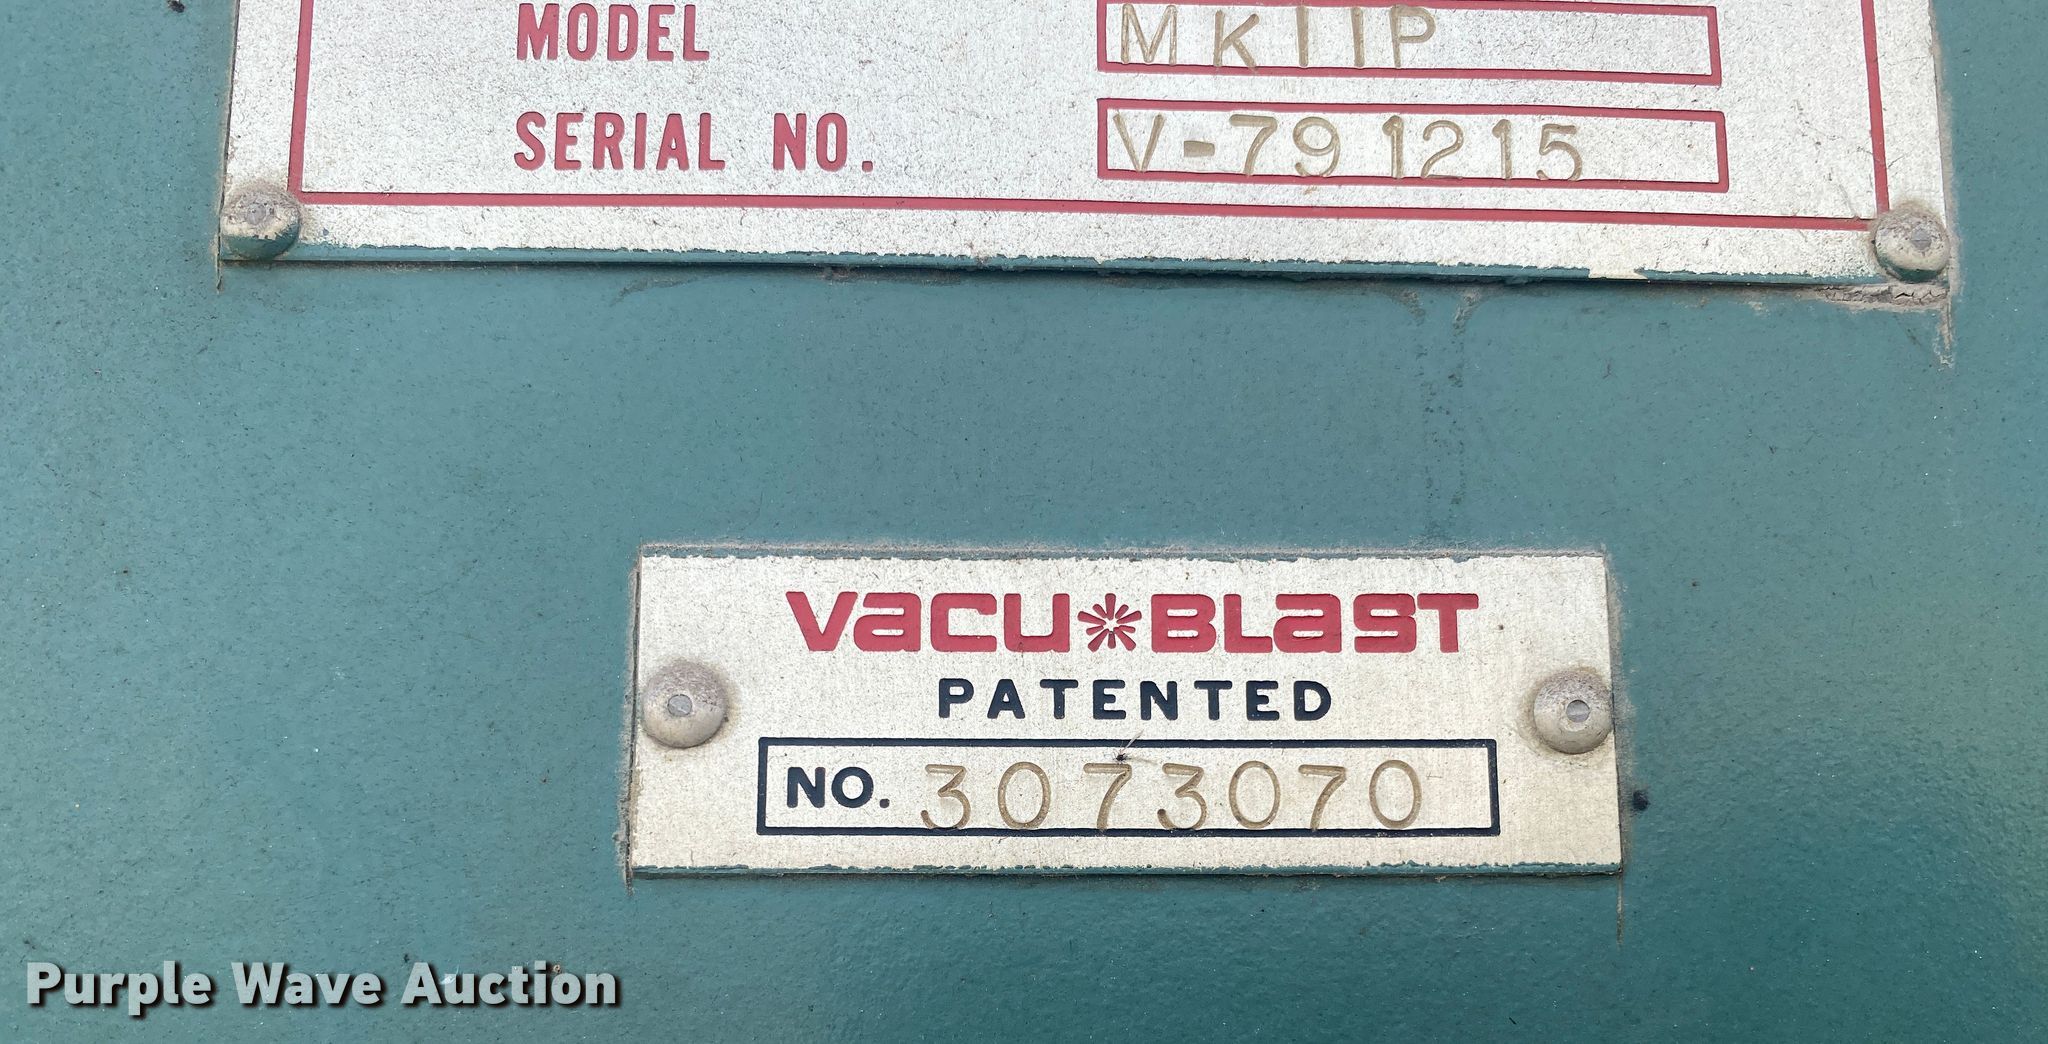 MODEL MKIIP
SERIAL NO. V-791215
VACU*BLAST
PATENTED
NO. 3073070
Purple Wave Auction